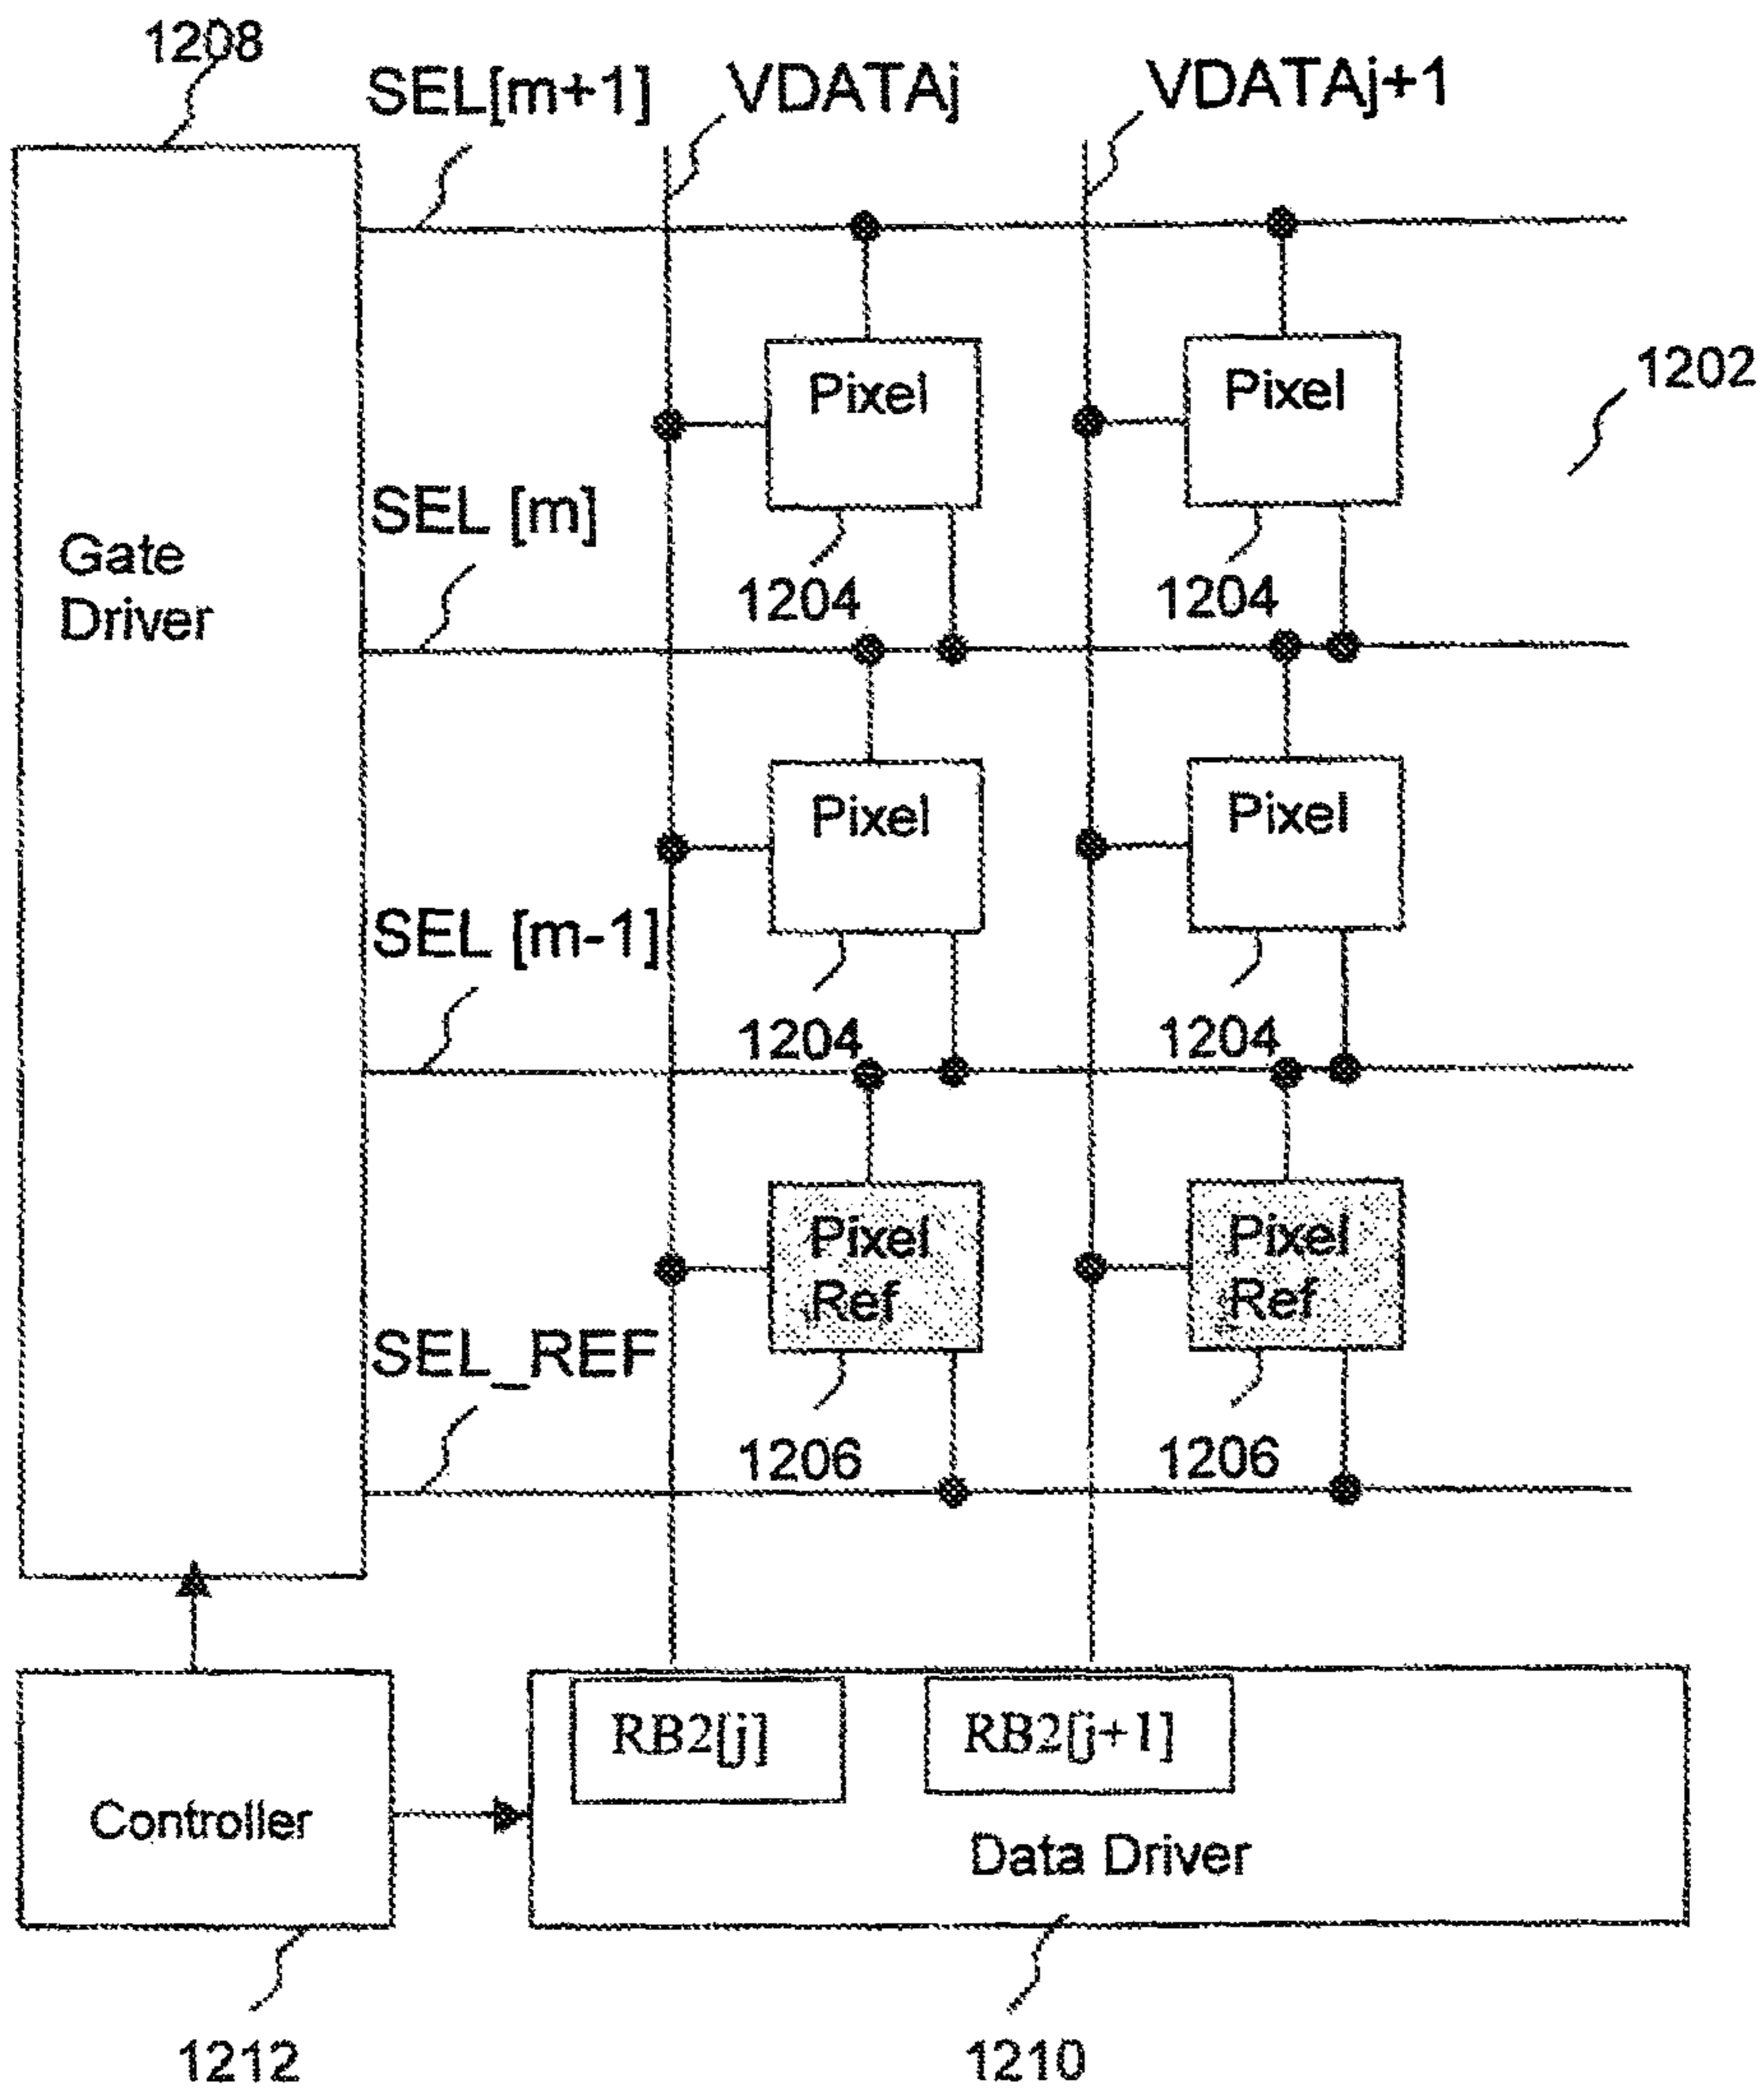 1208
SEL[m+1]
VDATAj
VDATAj+1
Pixel
Pixel
1202
SEL [m]
Gate
Driver
1204
1204
Pixel
Pixel
SEL [m-1]
1204
1204
Pixel
Ref
Pixel
Ref
SEL_REF
1206
1206
RB2[j]
RB2[j+1]
Controller
Data Driver
1212
1210